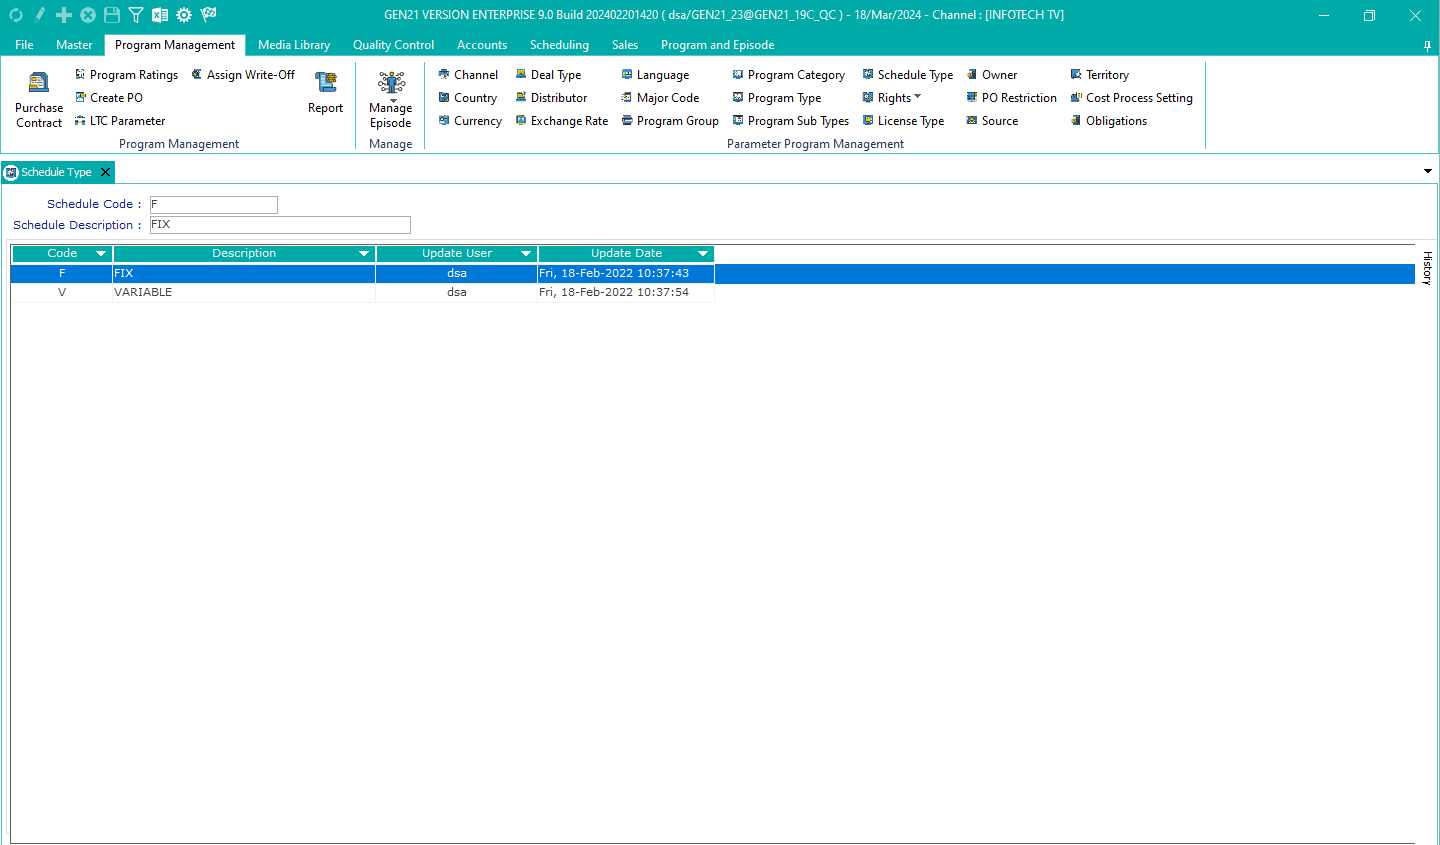 GEN21 VERSION ENTERPRISE 9.0 Build 202402201420 ( dsa/GEN21_23@GEN21_19C_QC ) - 18/Mar/2024 - Channel : [INFOTECH TV]
File Master Program Management Media Library Quality Control Accounts Scheduling Sales Program and Episode
Program Ratings Assign Write-Off Channel Deal Type Language Program Category Schedule Type Owner Territory
Purchase Contract Create PO Report Manage Episode Country Distributor Major Code Program Type Rights PO Restriction Cost Process Setting
LTC Parameter Currency Exchange Rate Program Group Program Sub Types License Type Source Obligations
Program Management Manage Parameter Program Management
Schedule Type
Schedule Code : F
Schedule Description : FIX
Code Description Update User Update Date
F FIX dsa Fri, 18-Feb-2022 10:37:43
V VARIABLE dsa Fri, 18-Feb-2022 10:37:54
History